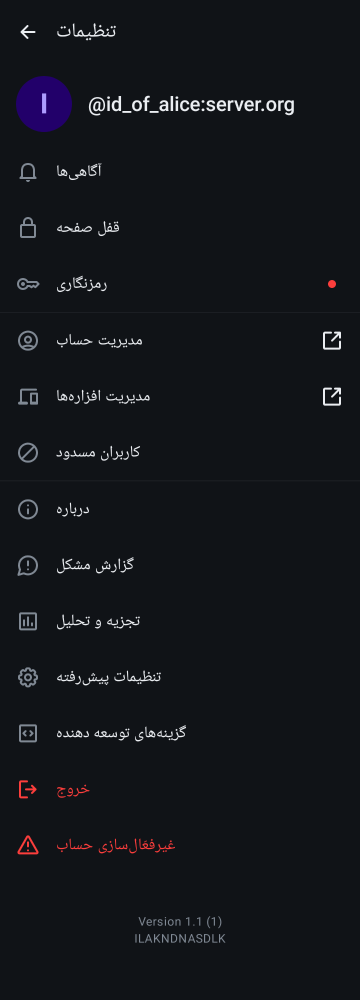 تنظیمات
I
@id_of_alice:server.org
آگاهی‌ها
قفل صفحه
رمزنگاری
مدیریت حساب
مدیریت افزاره‌ها
کاربران مسدود
درباره
گزارش مشکل
تجزیه و تحلیل
تنظیمات پیش‌رفته
گزینه‌های توسعه دهنده
خروج
غیرفغال‌سازی حساب
Version 1.1 (1)
ILAKNDNASDLK